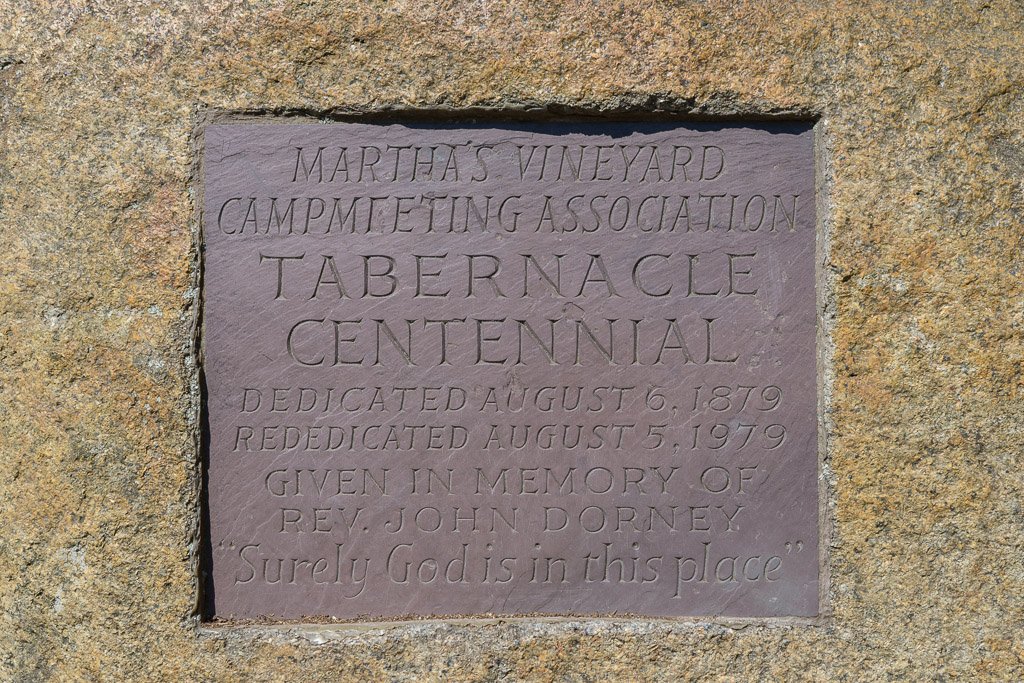 MARTHA'S VINEYARD
CAMPMEETING ASSOCIATION
TABERNACLE
CENTENNIAL
DEDICATED AUGUST 6, 1879
REDEDICATED AUGUST 5, 1979
GIVEN IN MEMORY OF
REV. JOHN DORNEY
"Surely God is in this place"